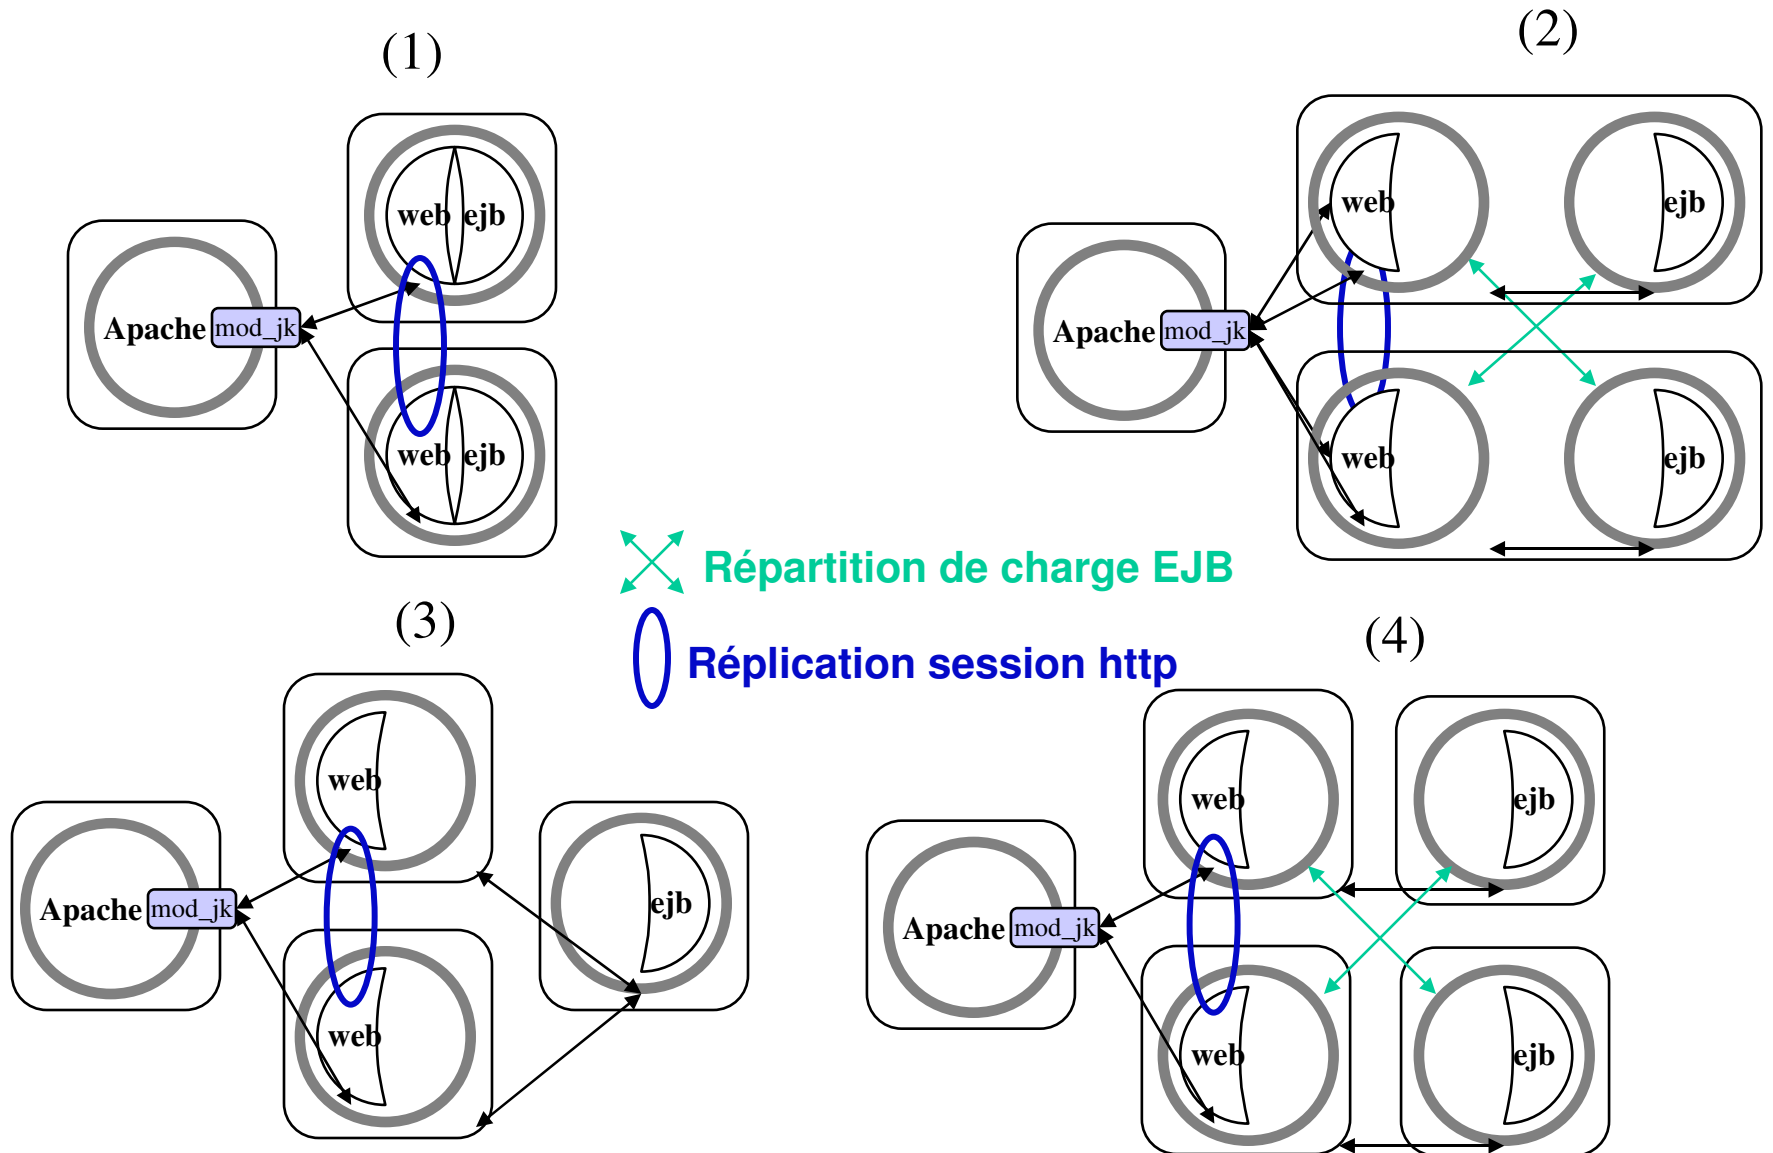 (1)
(2)
web ejb
Apache mod_jk
web ejb
web ejb
Apache mod_jk
web ejb
Répartition de charge EJB
Réplication session http
(3)
(4)
web
Apache mod_jk
ejb
web
web ejb
Apache mod_jk
web ejb